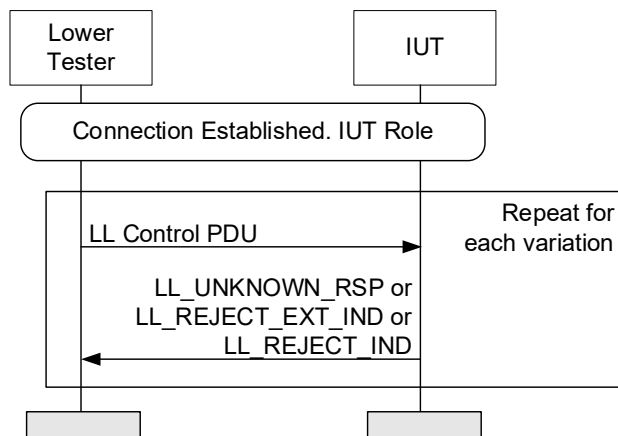 Lower
Tester
IUT
Connection Established. IUT Role
Repeat for
each variation
LL Control PDU
LL_UNKNOWN_RSP or
LL_REJECT_EXT_IND or
LL_REJECT_IND